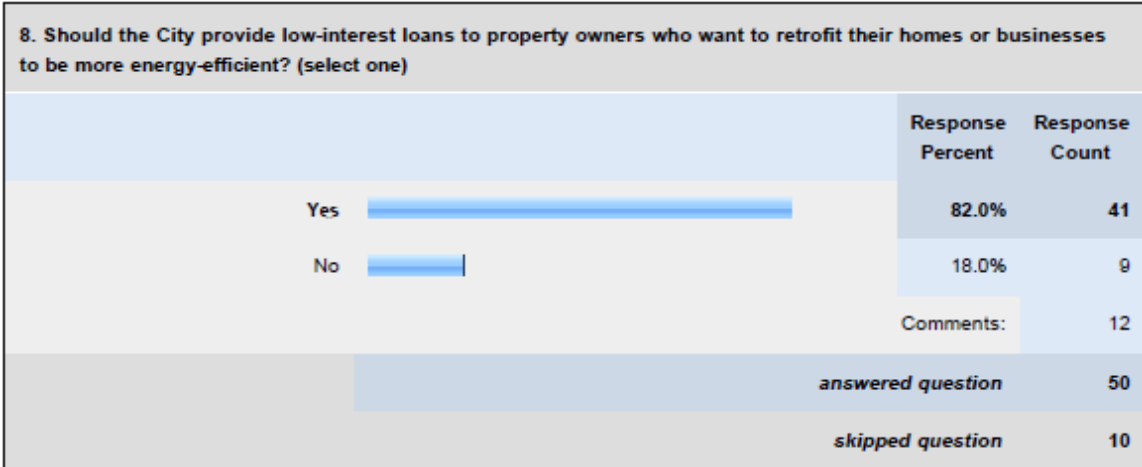 8. Should the City provide low-interest loans to property owners who want to retrofit their homes or businesses
to be more energy-efficient? (select one)
Response Percent Response Count
Yes 82.0% 41
No 18.0% 9
Comments: 12
answered question 50
skipped question 10